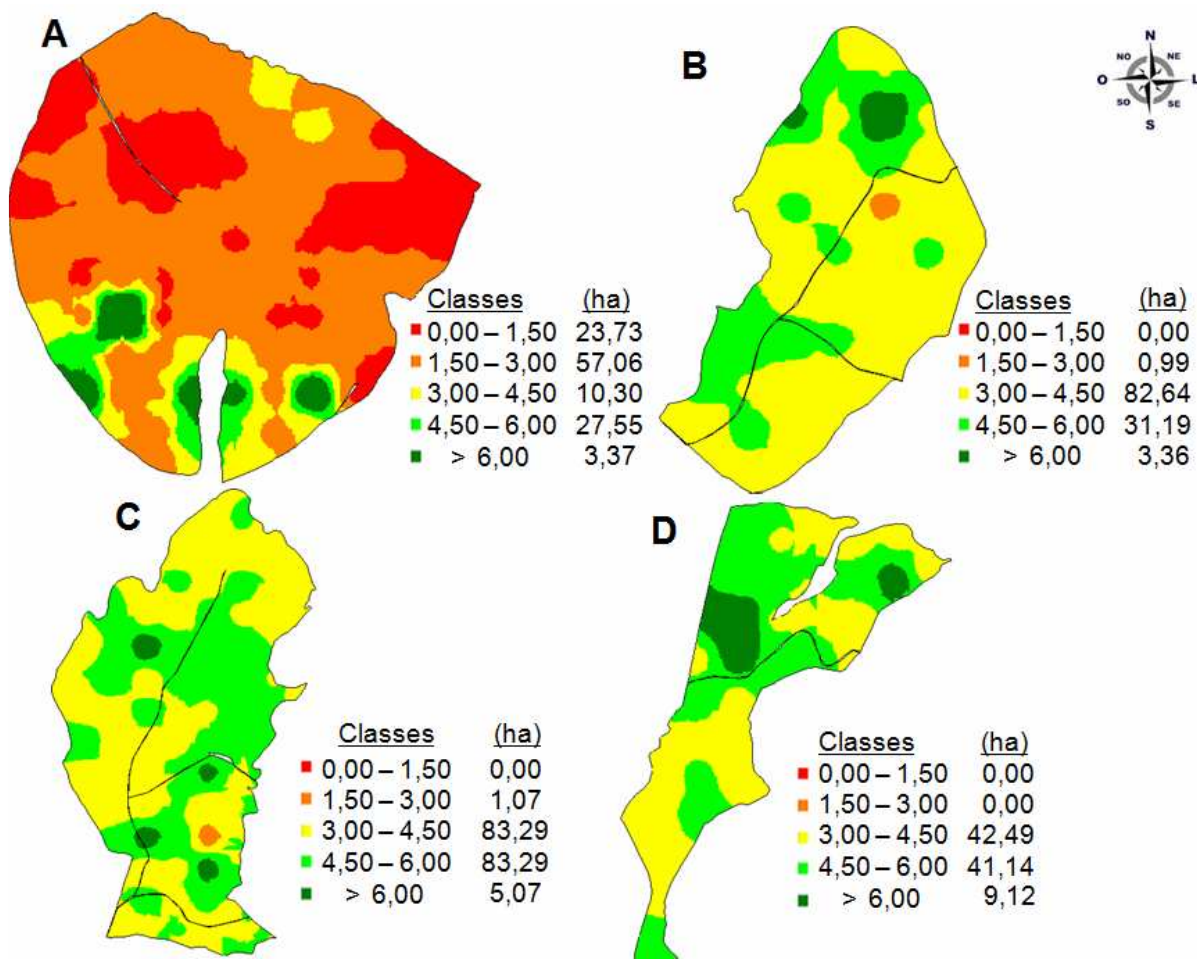 A
B
N
NO NE
O L
SO SE
S
Classes (ha)
0,00 – 1,50 23,73
1,50 – 3,00 57,06
3,00 – 4,50 10,30
4,50 – 6,00 27,55
> 6,00 3,37
Classes (ha)
0,00 – 1,50 0,00
1,50 – 3,00 0,99
3,00 – 4,50 82,64
4,50 – 6,00 31,19
> 6,00 3,36
C
D
Classes (ha)
0,00 – 1,50 0,00
1,50 – 3,00 1,07
3,00 – 4,50 83,29
4,50 – 6,00 83,29
> 6,00 5,07
Classes (ha)
0,00 – 1,50 0,00
1,50 – 3,00 0,00
3,00 – 4,50 42,49
4,50 – 6,00 41,14
> 6,00 9,12